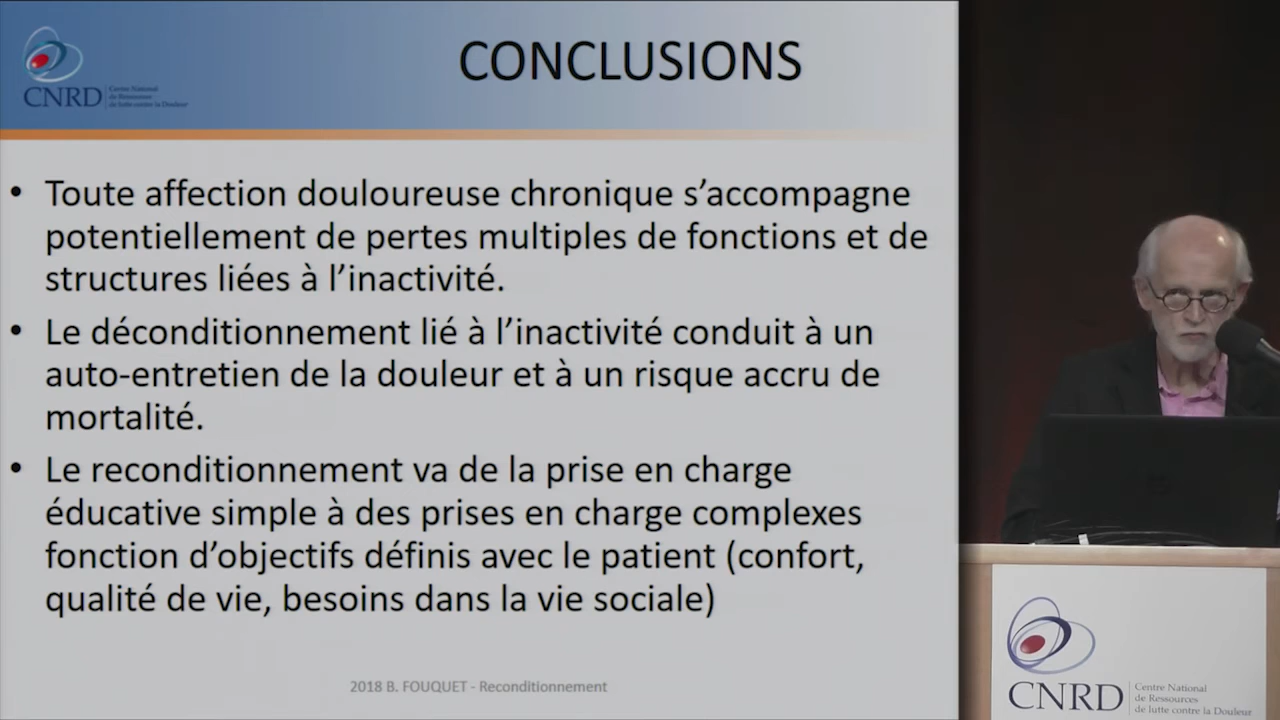 CONCLUSIONS
CNRD
Centre National
de Ressources
de lutte contre la Douleur
• Toute affection douloureuse chronique s’accompagne
potentiellement de pertes multiples de fonctions et de
structures liées à l’inactivité.
• Le déconditionnement lié à l’inactivité conduit à un
auto-entretien de la douleur et à un risque accru de
mortalité.
• Le reconditionnement va de la prise en charge
éducative simple à des prises en charge complexes
fonction d’objectifs définis avec le patient (confort,
qualité de vie, besoins dans la vie sociale)
2018 B. FOUQUET - Reconditionnement
CNRD
Centre National
de Ressources
de lutte contre la Douleur